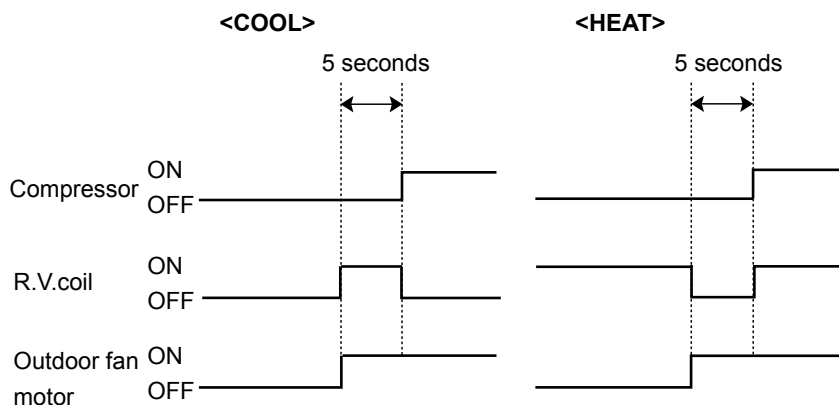 <COOL>
<HEAT>
5 seconds
5 seconds
Compressor
ON
OFF
R.V.coil
ON
OFF
Outdoor fan
motor
ON
OFF